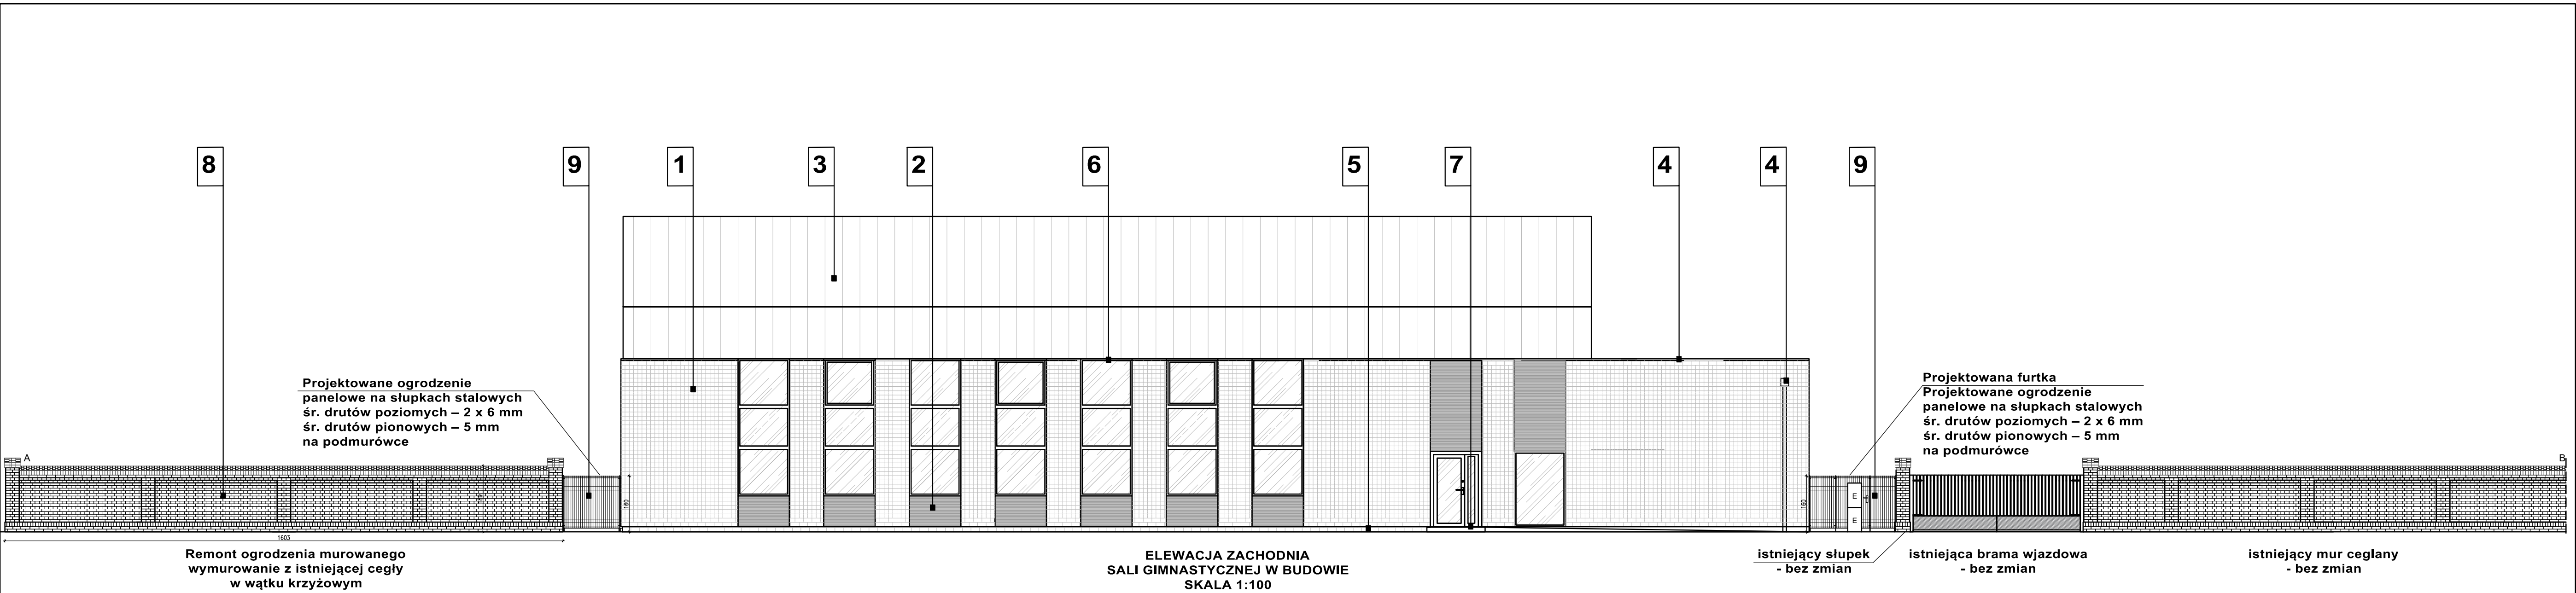 8
9
1
3
2
6
5
7
4
4
9
Projektowane ogrodzenie
panelowe na słupkach stalowych
śr. drutów poziomych – 2 x 6 mm
śr. drutów pionowych – 5 mm
na podmurówce
Projektowana furtka
Projektowane ogrodzenie
panelowe na słupkach stalowych
śr. drutów poziomych – 2 x 6 mm
śr. drutów pionowych – 5 mm
na podmurówce
A
B
160
160
E
E
1603
Remont ogrodzenia murowanego
wymurowanie z istniejącej cegły
w wątku krzyżowym
ELEWACJA ZACHODNIA
SALI GIMNASTYCZNEJ W BUDOWIE
SKALA 1:100
istniejący słupek
- bez zmian
istniejąca brama wjazdowa
- bez zmian
istniejący mur ceglany
- bez zmian